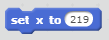 set x to 219